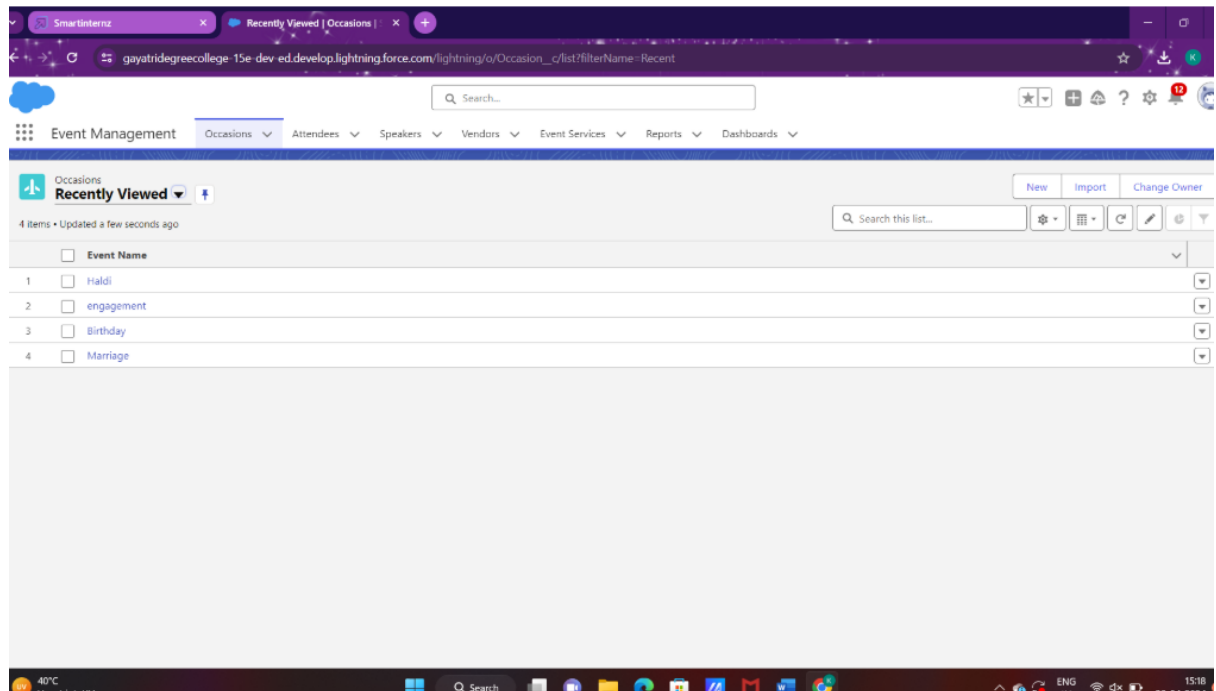 Smartinternz
Recently Viewed | Occasions |
gayatridegreecollege-15e-dev-ed.develop.lightning.force.com/lightning/o/Occasion__c/list?filterName=Recent
K
Search...
12
Event Management Occasions Attendees Speakers Vendors Event Services Reports Dashboards
Occasions
Recently Viewed
New Import Change Owner
4 items • Updated a few seconds ago
Search this list...
Event Name
1 Haldi
2 engagement
3 Birthday
4 Marriage
UV 40°C
Search
ENG
15:18